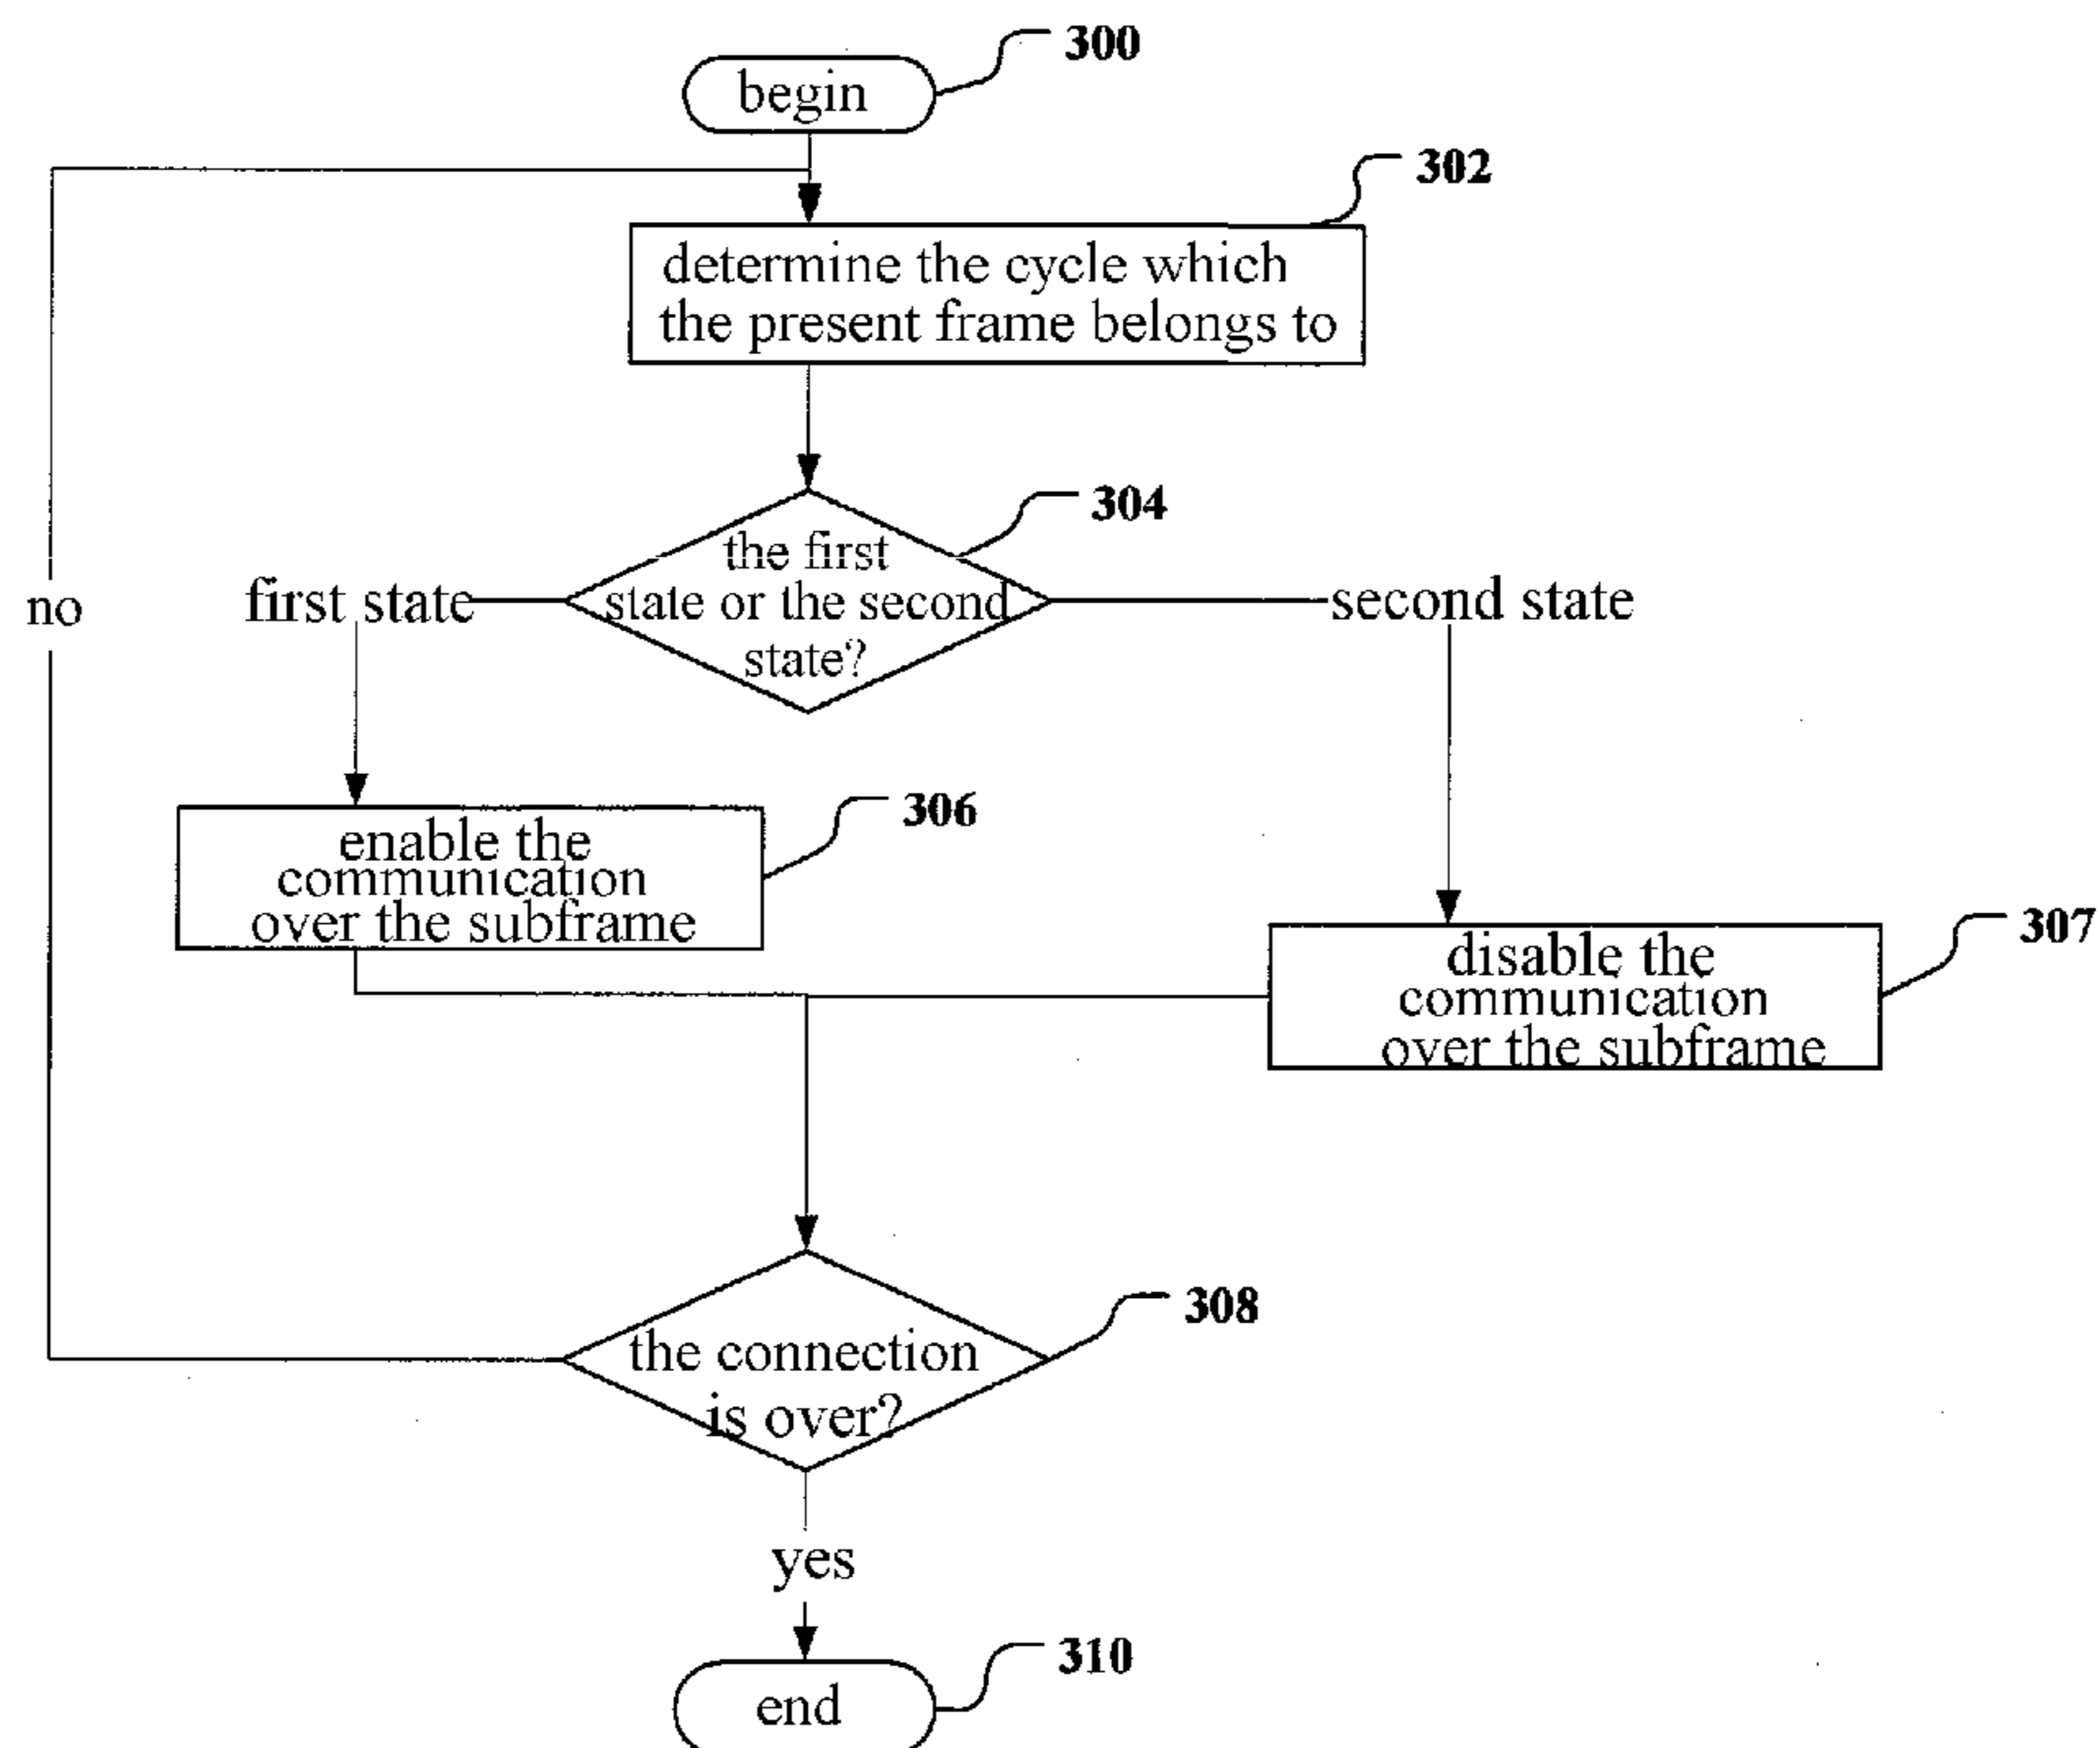 300
begin
302
determine the cycle which
the present frame belongs to
304
the first
state or the second
state?
no
first state
second state
306
enable the
communication
over the subframe
307
disable the
communication
over the subframe
308
the connection
is over?
yes
310
end